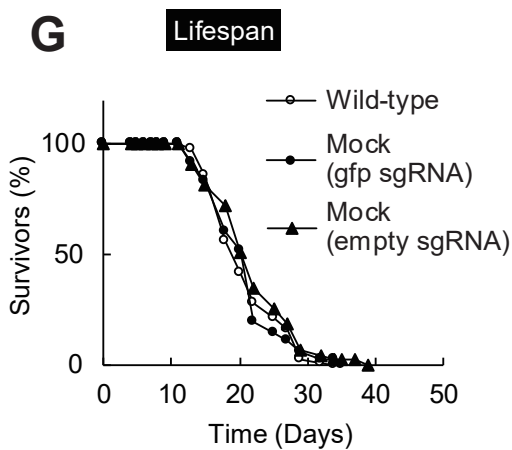 G
Lifespan
Wild-type
Mock
(gfp sgRNA)
Mock
(empty sgRNA)
Survivors (%)
100
50
0
0 10 20 30 40 50
Time (Days)